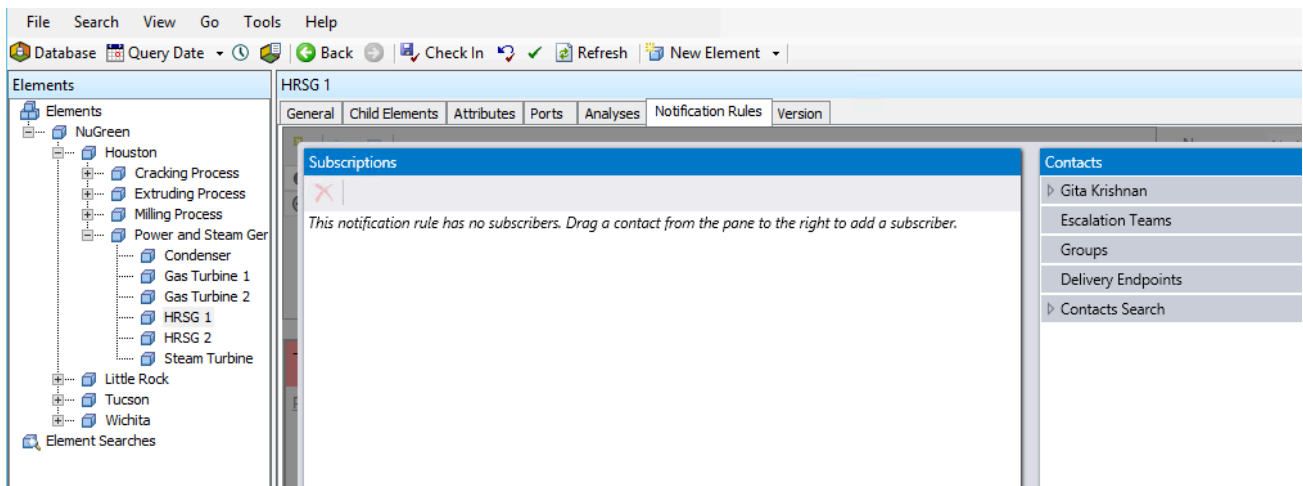 File Search View Go Tools Help
Database Query Date Back Check In Refresh New Element
Elements
HRSG 1
Elements
NuGreen
Houston
Cracking Process
Extruding Process
Milling Process
Power and Steam Ger
Condenser
Gas Turbine 1
Gas Turbine 2
HRSG 1
HRSG 2
Steam Turbine
Little Rock
Tucson
Wichita
Element Searches
General Child Elements Attributes Ports Analyses Notification Rules Version
Subscriptions
This notification rule has no subscribers. Drag a contact from the pane to the right to add a subscriber.
Contacts
Gita Krishnan
Escalation Teams
Groups
Delivery Endpoints
Contacts Search